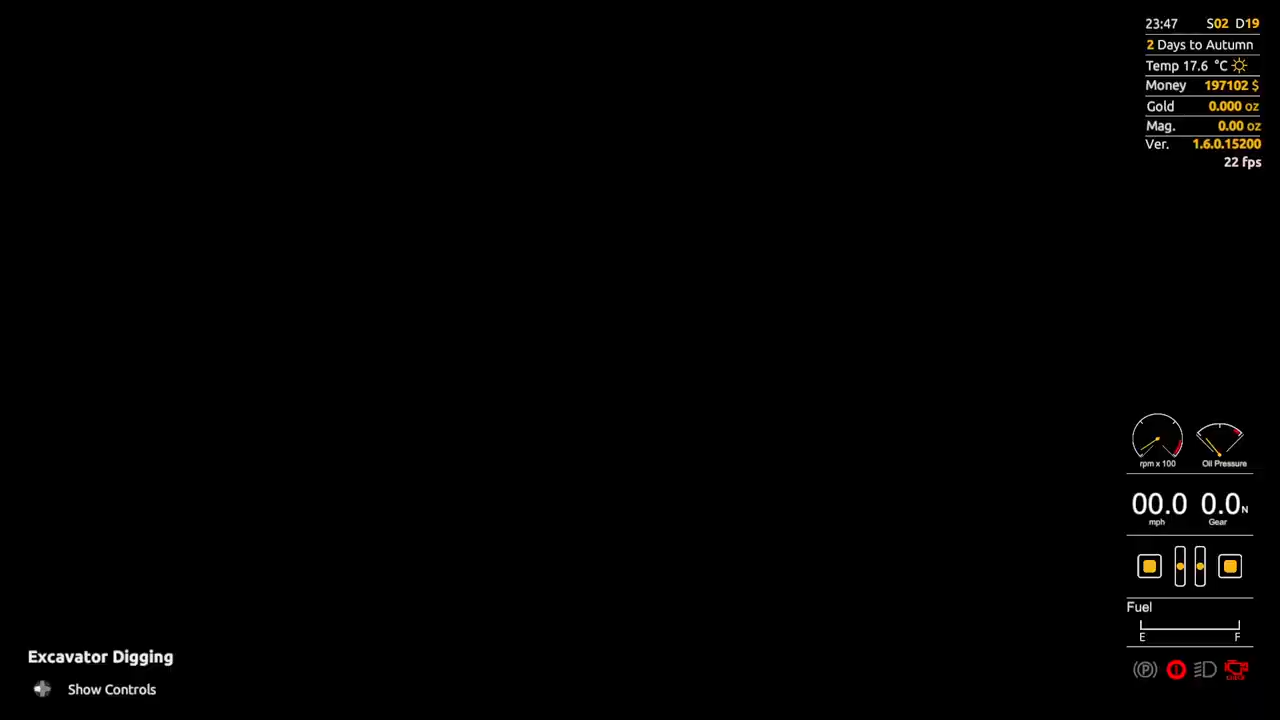 23:47 S02 D19
2 Days to Autumn
Temp 17.6 °C
Money 197102 $
Gold 0.000 oz
Mag. 0.00 oz
Ver. 1.6.0.15200
22 fps
rpm x 100 Oil Pressure
00.0 0.0 N
mph Gear
Fuel
E F
Excavator Digging
Show Controls